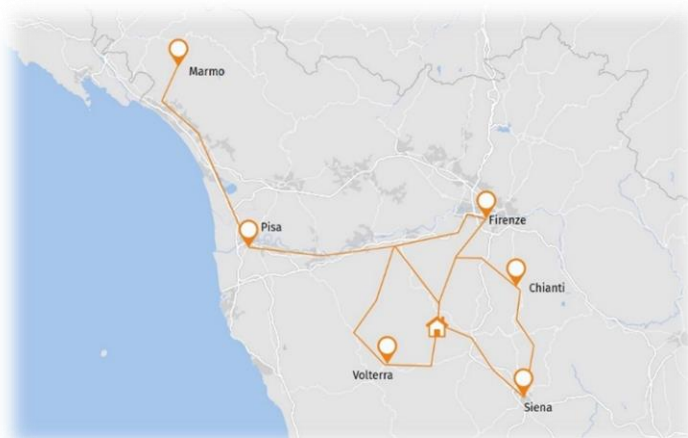 Marmo
Pisa
Firenze
Chianti
Volterra
Siena